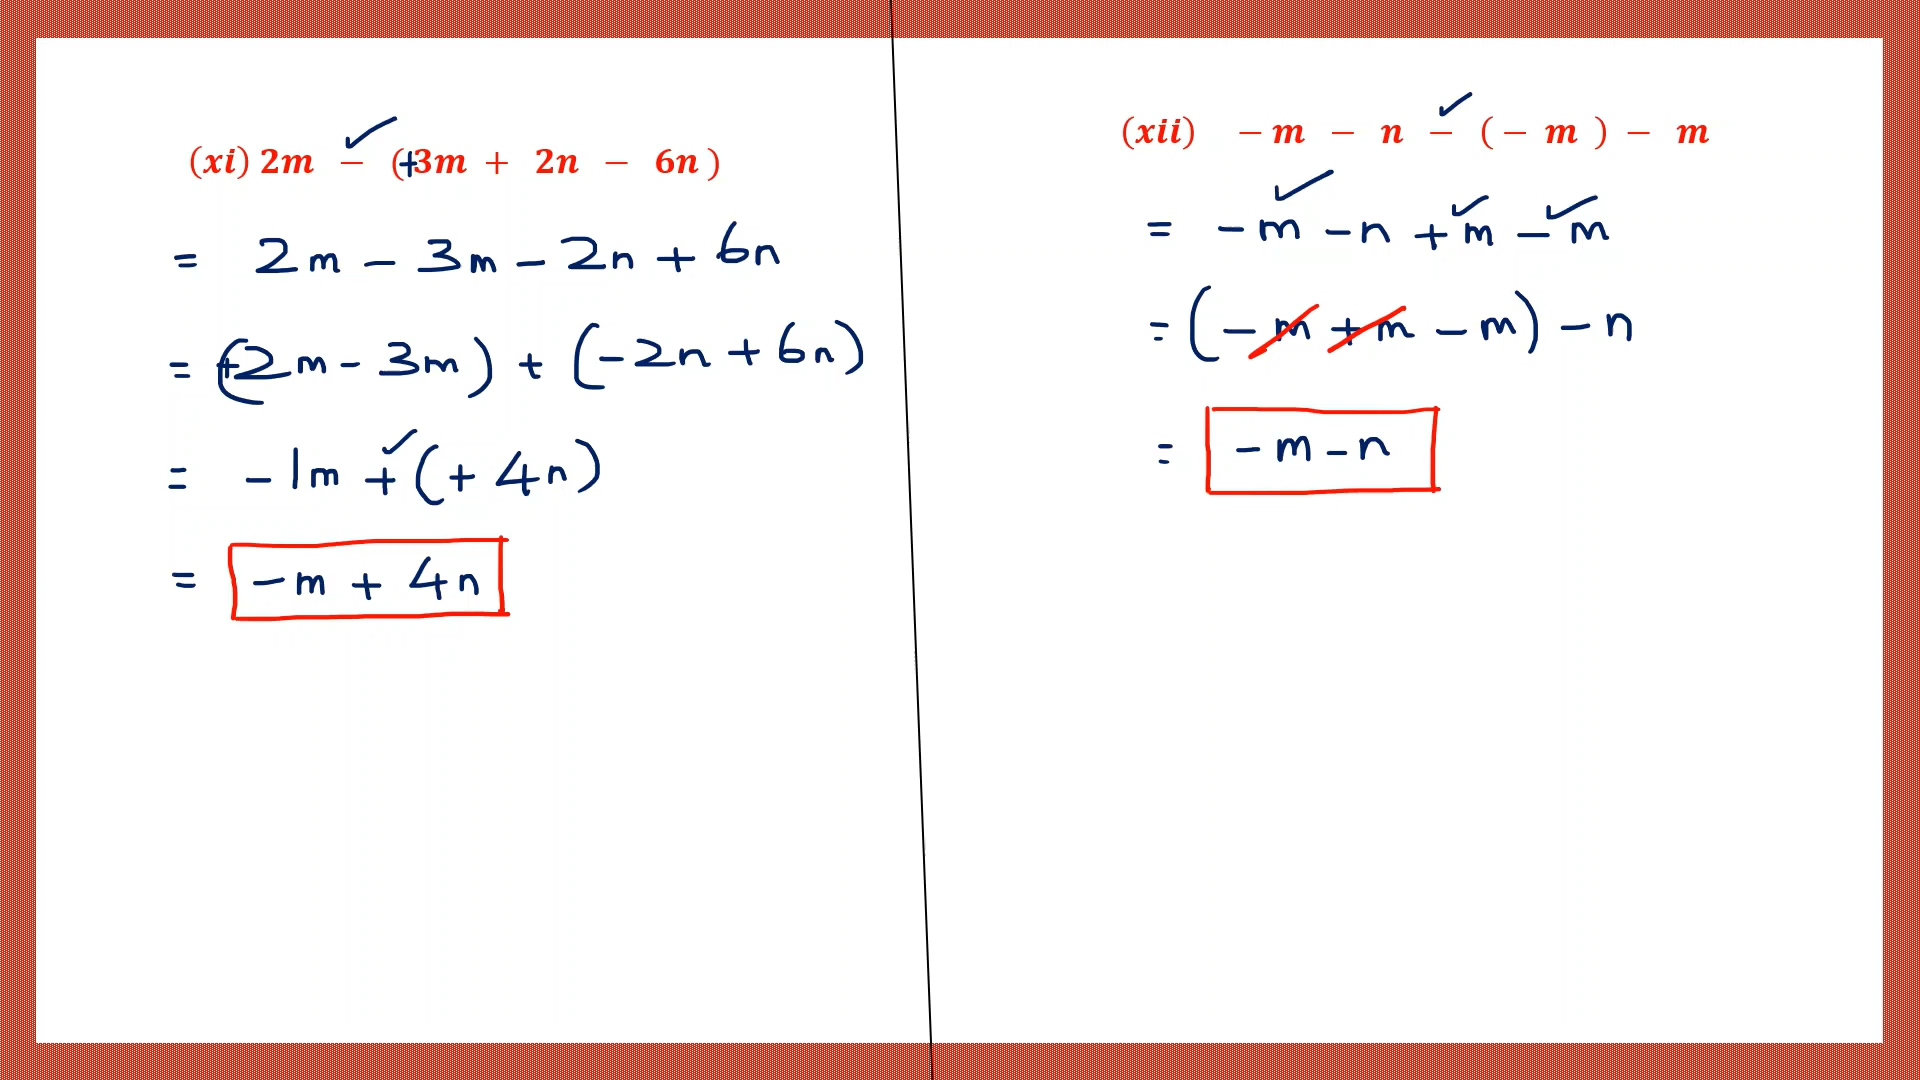 (xi) 2m − (+3m + 2n − 6n)
= 2m − 3m − 2n + 6n
= (+2m − 3m) + (−2n + 6n)
= −1m + (+ 4n)
= −m + 4n
(xii) −m − n − (− m) − m
= −m − n + m − m
= (−m + m − m) − n
= −m − n